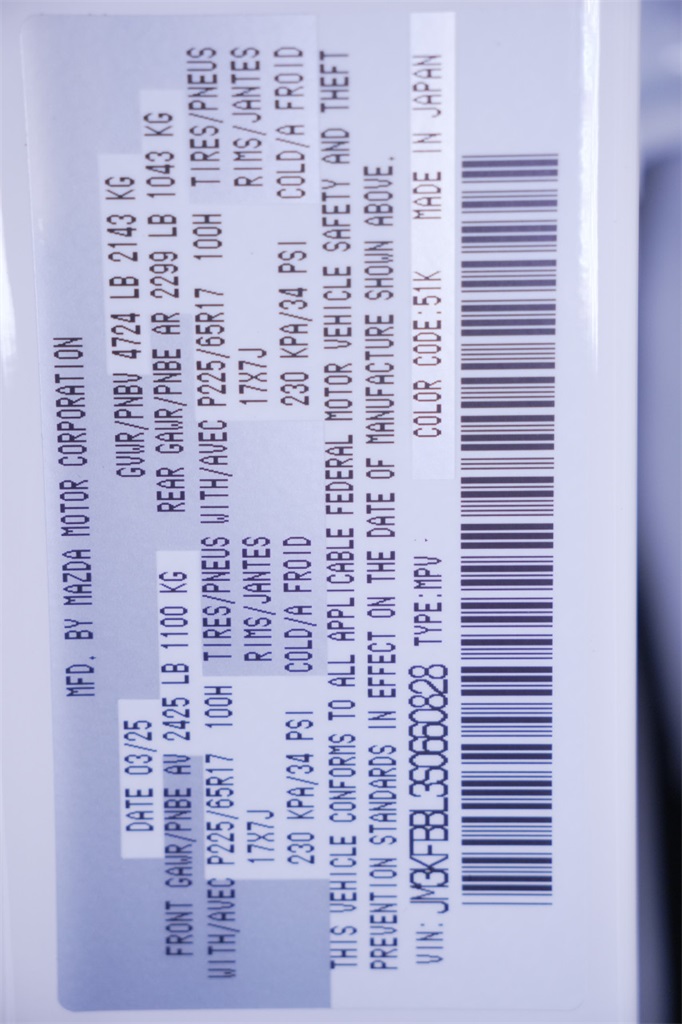 MFD. BY MAZDA MOTOR CORPORATION
DATE 03/25 GVWR/PNBV 4724 LB 2143 KG
FRONT GAWR/PNBE AV 2425 LB 1100 KG REAR GAWR/PNBE AR 2299 LB 1043 KG
WITH/AVEC P225/65R17 100H TIRES/PNEUS WITH/AVEC P225/65R17 100H TIRES/PNEUS
17X7J RIMS/JANTES 17X7J RIMS/JANTES
230 KPA/34 PSI COLD/A FROID 230 KPA/34 PSI COLD/A FROID
THIS VEHICLE CONFORMS TO ALL APPLICABLE FEDERAL MOTOR VEHICLE SAFETY AND THEFT
PREVENTION STANDARDS IN EFFECT ON THE DATE OF MANUFACTURE SHOWN ABOVE.
VIN: JM3KFBBL3S0660828 TYPE:MPV COLOR CODE:51K MADE IN JAPAN